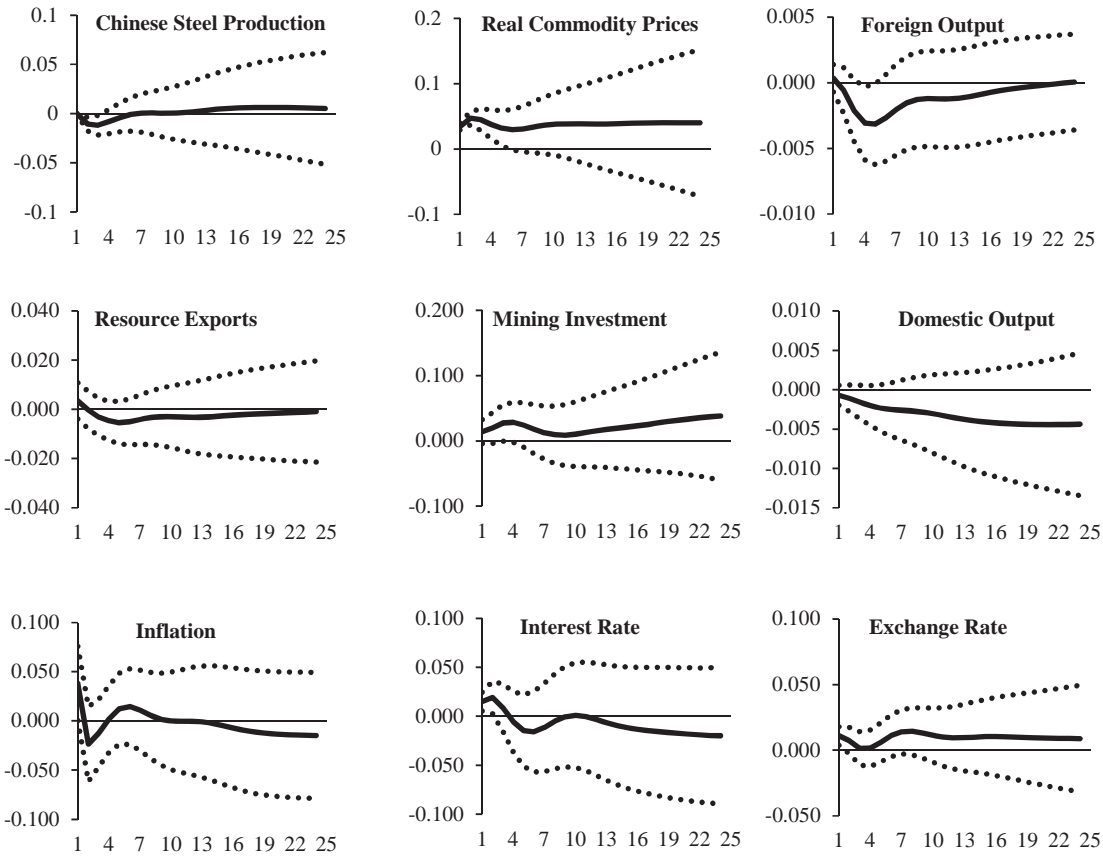 Chinese Steel Production
0.1
0.05
0
-0.05
-0.1
1 4 7 10 13 16 19 22 25
Real Commodity Prices
0.2
0.1
0
-0.1
1 4 7 10 13 16 19 22 25
Foreign Output
0.005
0.000
-0.005
-0.010
1 4 7 10 13 16 19 22 25
Resource Exports
0.040
0.020
0.000
-0.020
-0.040
1 4 7 10 13 16 19 22 25
Mining Investment
0.200
0.100
0.000
-0.100
1 4 7 10 13 16 19 22 25
Domestic Output
0.010
0.005
0.000
-0.005
-0.010
-0.015
1 4 7 10 13 16 19 22 25
Inflation
0.100
0.050
0.000
-0.050
-0.100
1 4 7 10 13 16 19 22 25
Interest Rate
0.100
0.050
0.000
-0.050
-0.100
1 4 7 10 13 16 19 22 25
Exchange Rate
0.100
0.050
0.000
-0.050
1 4 7 10 13 16 19 22 25